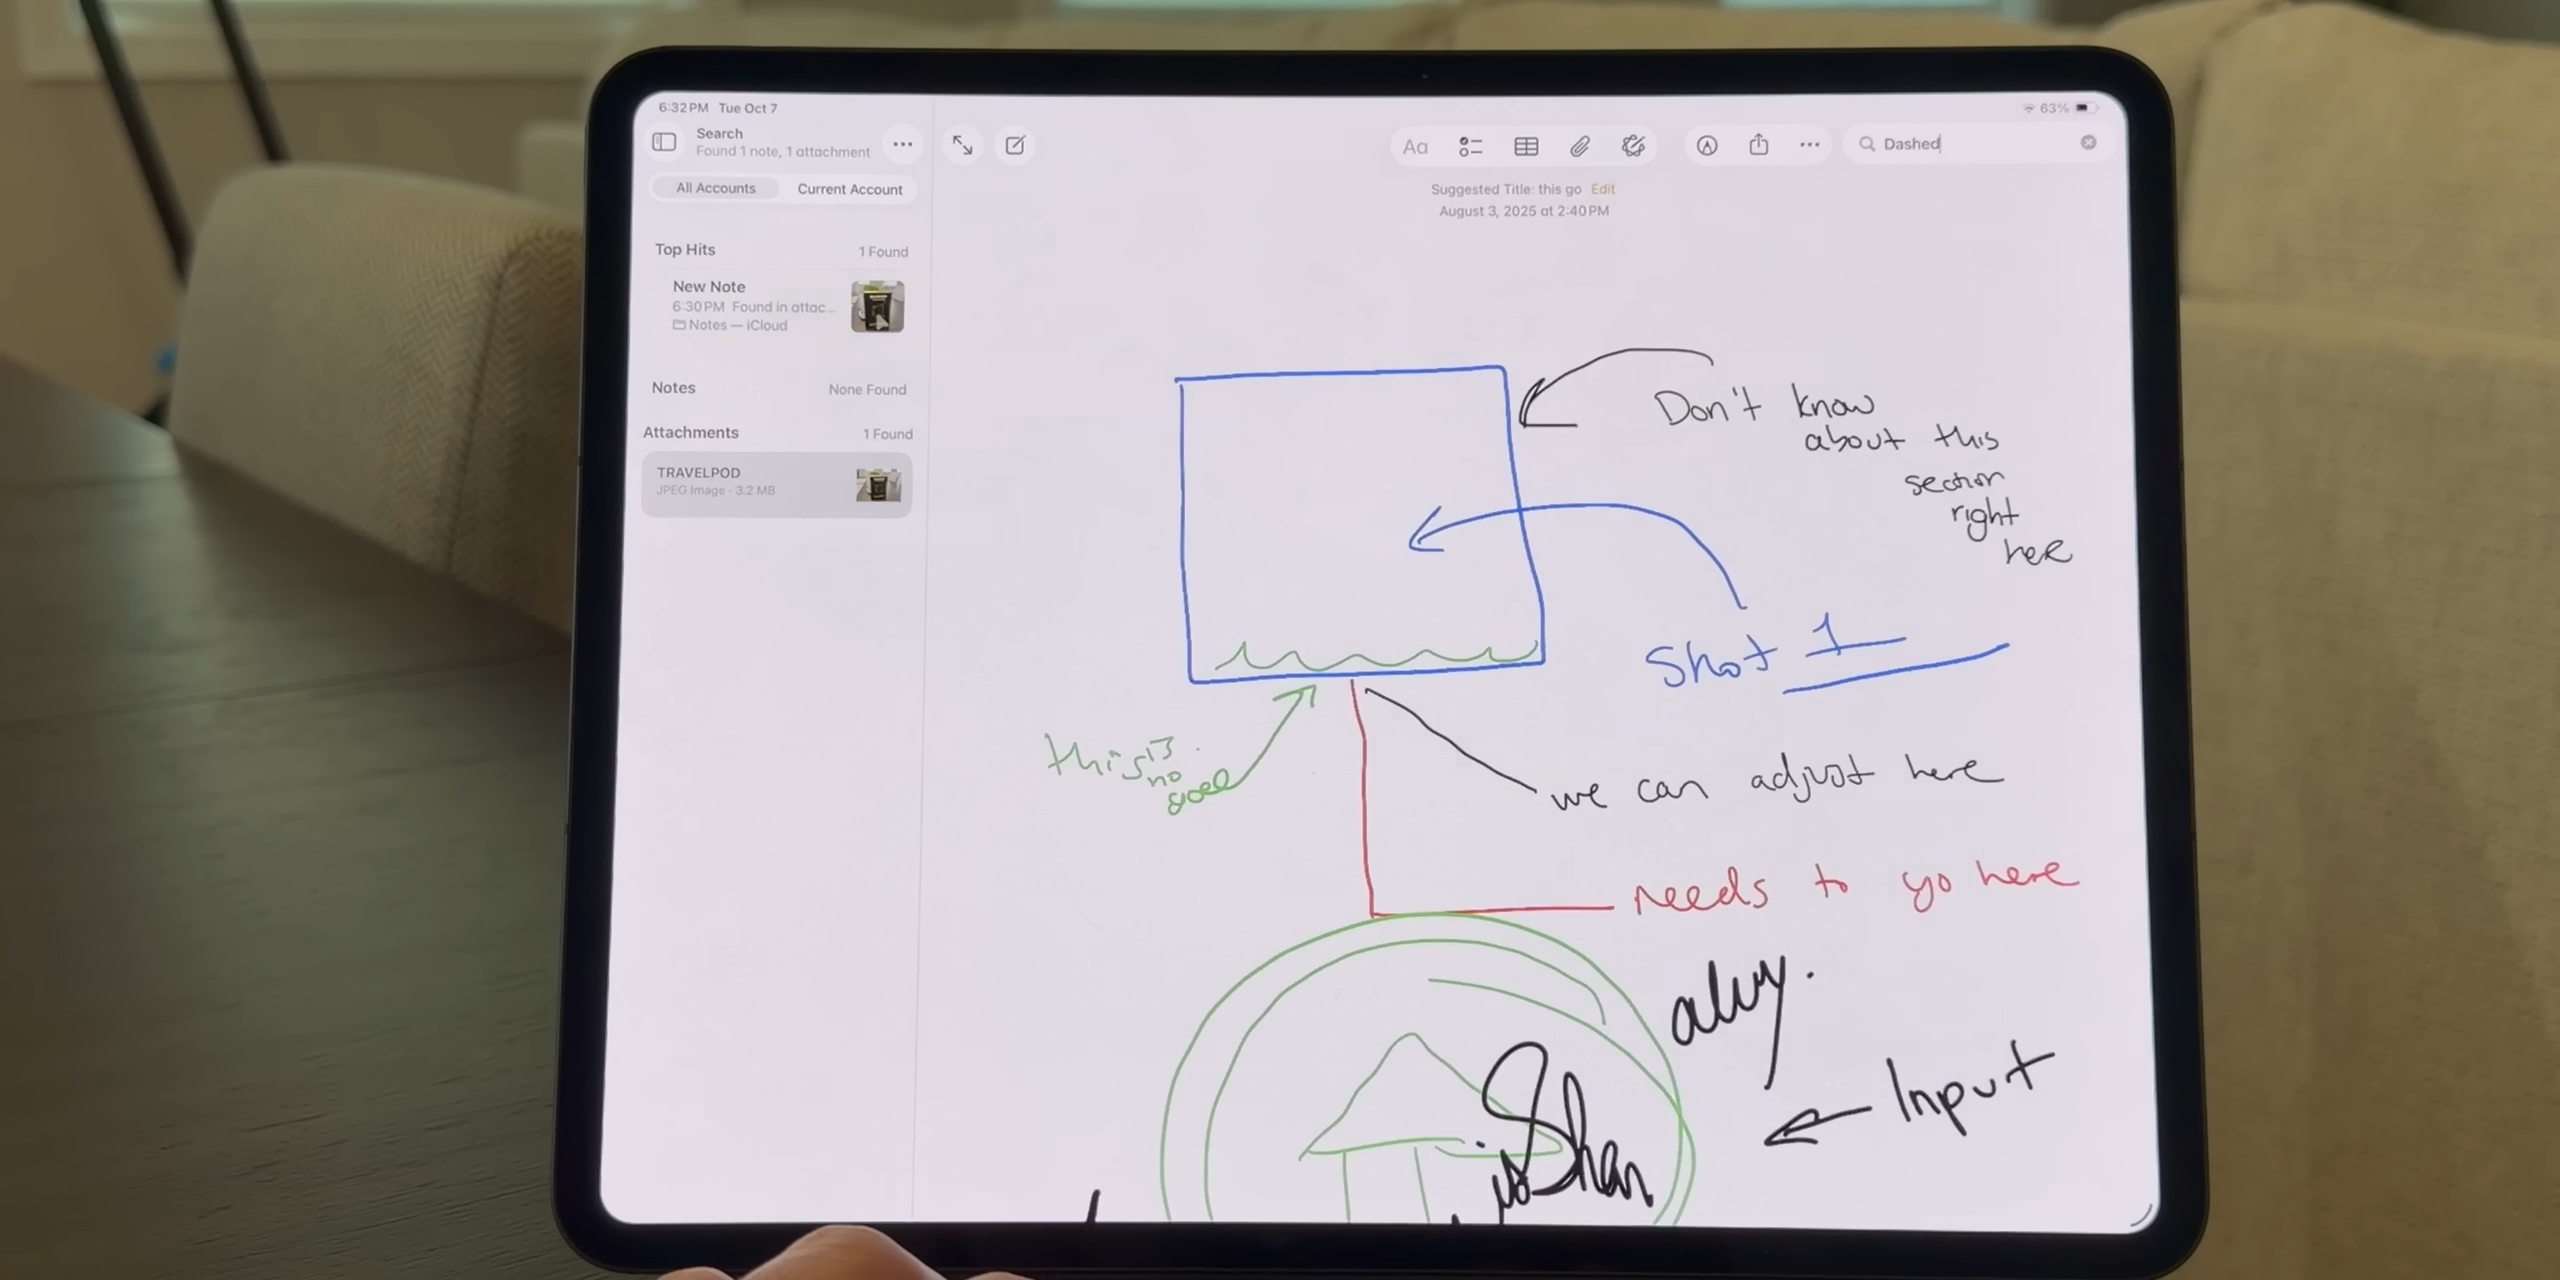 6:32 PM Tue Oct 7
63%
Search
Found 1 note, 1 attachment
Aa
Dashed
All Accounts
Current Account
Suggested Title: this go Edit
August 3, 2025 at 2:40 PM
Top Hits
1 Found
New Note
6:30 PM Found in attac...
Notes — iCloud
Notes
None Found
Attachments
1 Found
TRAVELPOD
JPEG Image · 3.2 MB
Don't know
about this
section
right
here
Shot 1
this is
no
good
we can adjust here
Needs to go here
Input